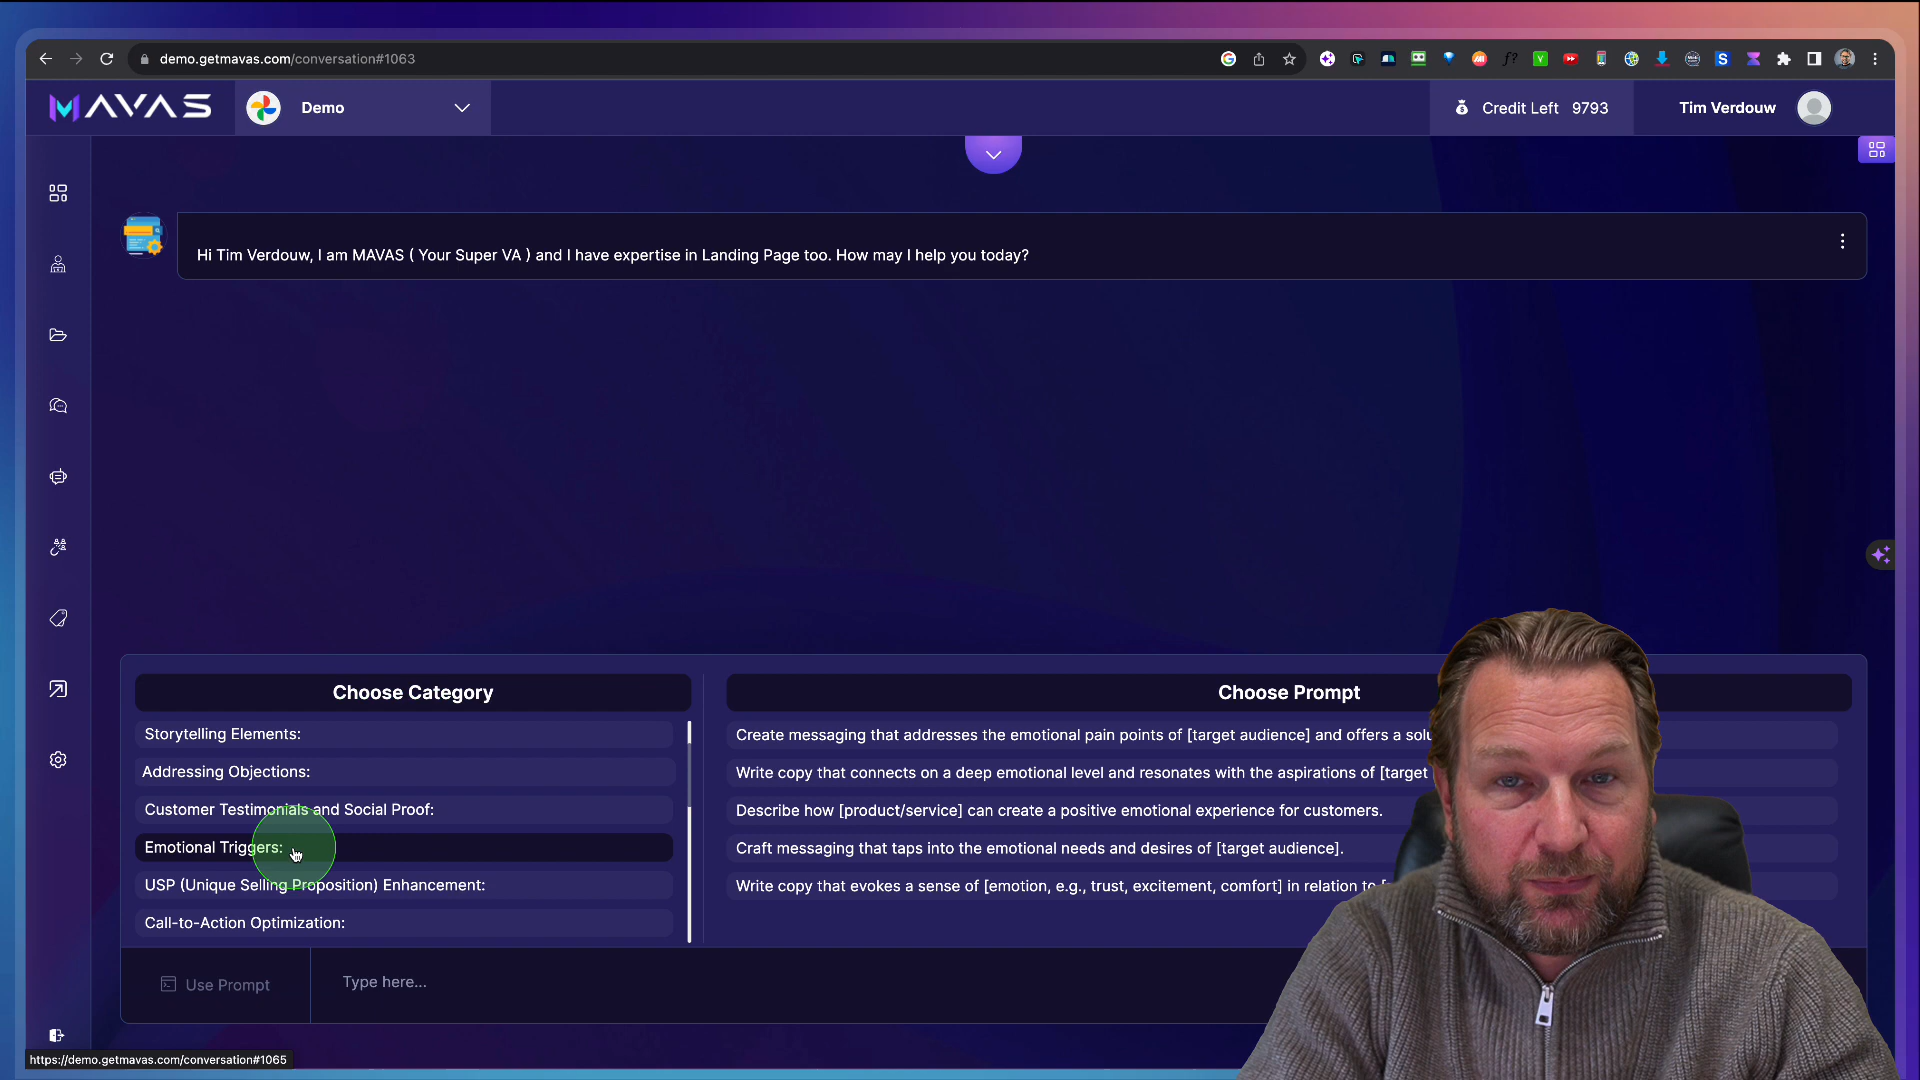 demo.getmavas.com/conversation#1063
MAVAS
Demo
Credit Left 9793
Tim Verdouw
Hi Tim Verdouw, I am MAVAS ( Your Super VA ) and I have expertise in Landing Page too. How may I help you today?
Choose Category
Storytelling Elements:
Addressing Objections:
Customer Testimonials and Social Proof:
Emotional Triggers:
USP (Unique Selling Proposition) Enhancement:
Call-to-Action Optimization:
Choose Prompt
Create messaging that addresses the emotional pain points of [target audience] and offers a
Write copy that connects on a deep emotional level and resonates with the aspirations of [target
Describe how [product/service] can create a positive emotional experience for customers.
Craft messaging that taps into the emotional needs and desires of [target audience].
Write copy that evokes a sense of [emotion, e.g., trust, excitement, comfort] in relation to
Use Prompt
Type here...
https://demo.getmavas.com/conversation#1065